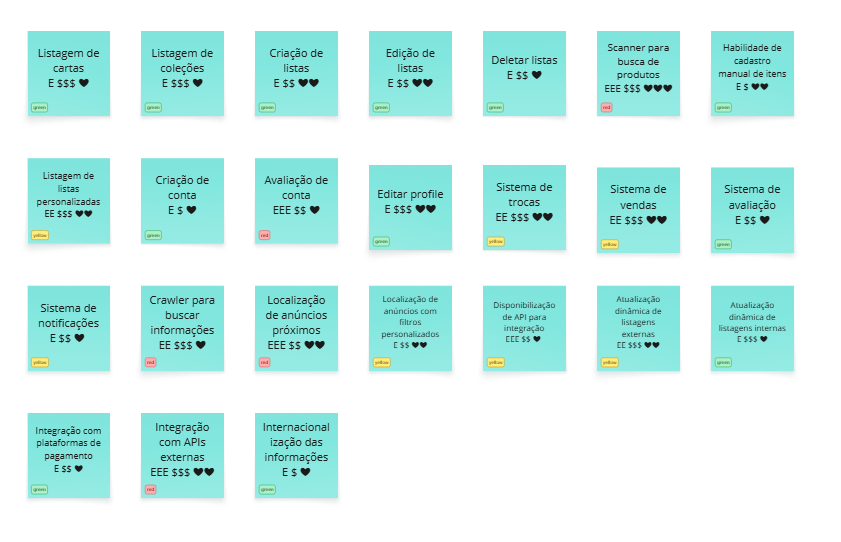 Listagem de
cartas
E $$$ ♥
green
Listagem de
coleções
E $$$ ♥
green
Criação de
listas
E $$ ♥♥
green
Edição de
listas
E $$ ♥♥
green
Deletar listas
E $$ ♥
green
Scanner para
busca de
produtos
EEE $$$ ♥♥♥
red
Habilidade de
cadastro
manual de itens
E $ ♥♥
green
Listagem de
listas
personalizadas
EE $$$ ♥♥
yellow
Criação de
conta
E $ ♥
green
Avaliação de
conta
EEE $$ ♥
red
Editar profile
E $$$ ♥♥
green
Sistema de
trocas
EE $$$ ♥♥
yellow
Sistema de
vendas
EE $$$ ♥♥
yellow
Sistema de
avaliação
E $$ ♥
green
Sistema de
notificações
E $$ ♥
yellow
Crawler para
buscar
informações
EE $$$ ♥
red
Localização
de anúncios
próximos
EEE $$ ♥♥
red
Localização de
anúncios com
filtros
personalizados
E $$ ♥♥
yellow
Disponibilização
de API para
integração
EEE $$ ♥
yellow
Atualização
dinâmica de
listagens
externas
EE $$ ♥♥
yellow
Atualização
dinâmica de
listagens internas
E $$$ ♥
green
Integração com
plataformas de
pagamento
E $$ ♥
green
Integração
com APIs
externas
EEE $$$ ♥♥
red
Internacional
ização das
informações
E $ ♥
green